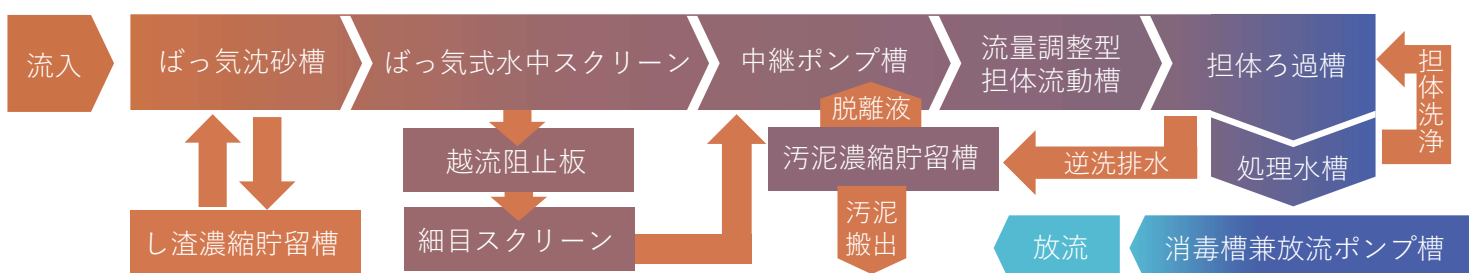 流入
ばっ気沈砂槽
ばっ気式水中スクリーン
中継ポンプ槽
流量調整型
担体流動槽
担体ろ過槽
担体洗浄
脱離液
越流阻止板
汚泥濃縮貯留槽
逆洗排水
処理水槽
し渣濃縮貯留槽
細目スクリーン
汚泥
搬出
放流
消毒槽兼放流ポンプ槽